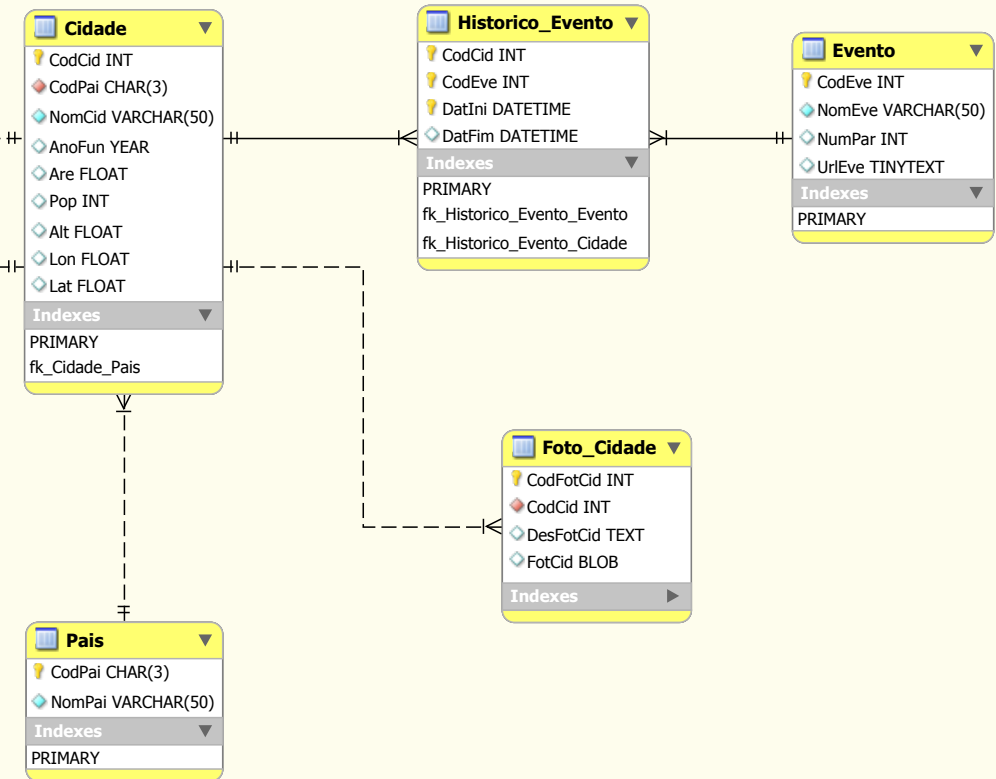 Cidade
CodCid INT
CodPai CHAR(3)
NomCid VARCHAR(50)
AnoFun YEAR
Are FLOAT
Pop INT
Alt FLOAT
Lon FLOAT
Lat FLOAT
Indexes
PRIMARY
fk_Cidade_Pais
Historico_Evento
CodCid INT
CodEve INT
DatIni DATETIME
DatFim DATETIME
Indexes
PRIMARY
fk_Historico_Evento_Evento
fk_Historico_Evento_Cidade
Evento
CodEve INT
NomEve VARCHAR(50)
NumPar INT
UrlEve TINYTEXT
Indexes
PRIMARY
Foto_Cidade
CodFotCid INT
CodCid INT
DesFotCid TEXT
FotCid BLOB
Indexes
Pais
CodPai CHAR(3)
NomPai VARCHAR(50)
Indexes
PRIMARY